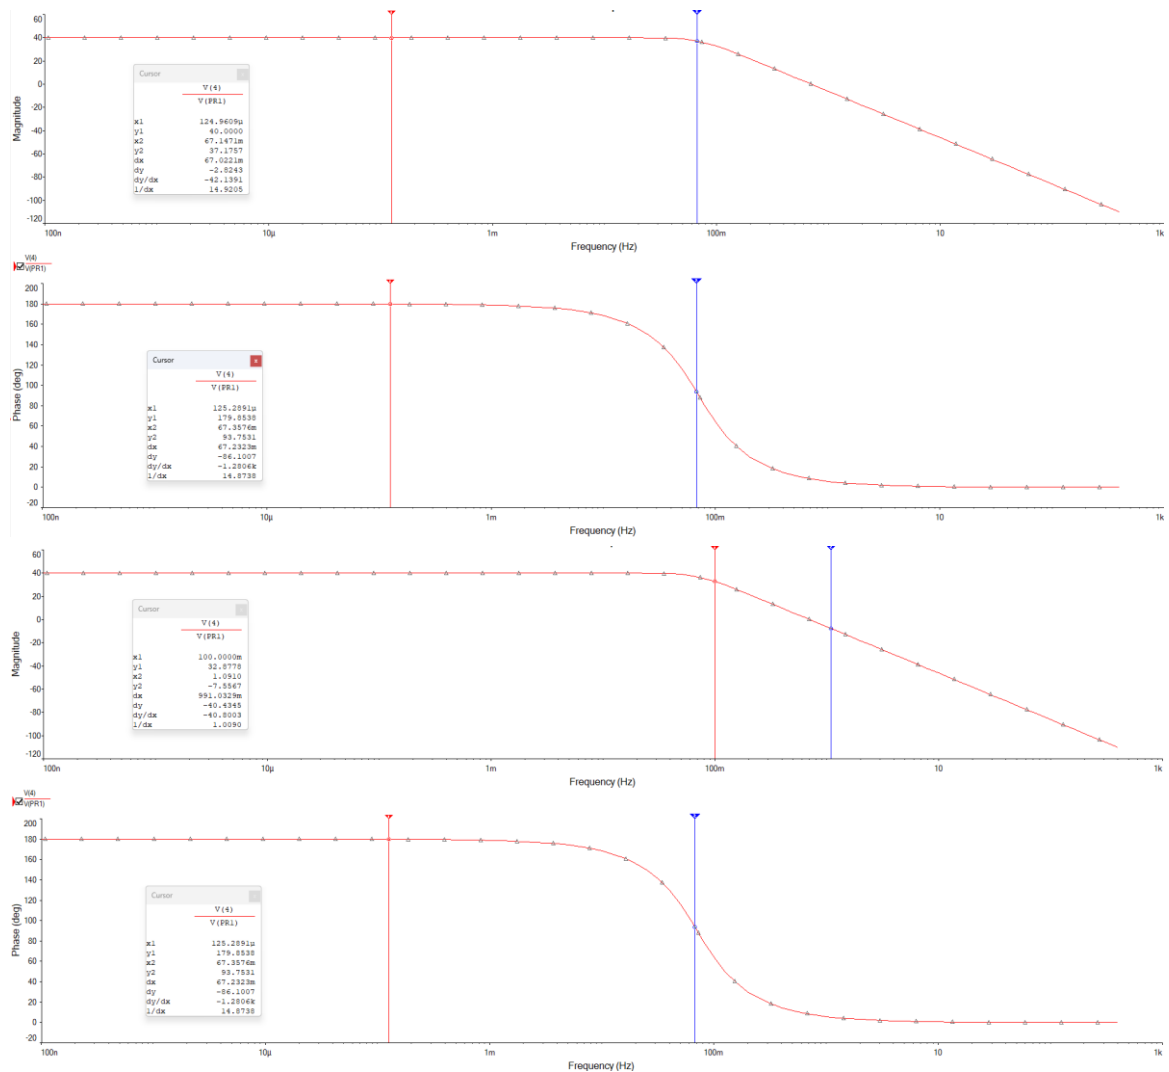 60
40
20
0
-20
-40
-60
-80
-100
-120
Magnitude
Cursor
V(4)
V(PR1)
x1 124.9609μ
y1 40.0000
x2 67.1471m
y2 37.1757
dx 67.0221m
dy -2.8243
dy/dx -42.1391
1/dx 14.9205
100n 10μ 1m 100m 10 1k
Frequency (Hz)
V(4)
V(PR1)
200
180
160
140
120
100
80
60
40
20
0
-20
Phase (deg)
Cursor
V(4)
V(PR1)
x1 125.2891μ
y1 179.8538
x2 67.3576m
y2 93.7531
dx 67.2323m
dy -86.1007
dy/dx -1.2806k
1/dx 14.8738
100n 10μ 1m 100m 10 1k
Frequency (Hz)
60
40
20
0
-20
-40
-60
-80
-100
-120
Magnitude
Cursor
V(4)
V(PR1)
x1 100.0000m
y1 32.8778
x2 1.0910
y2 -7.5567
dx 991.0329m
dy -40.4345
dy/dx -40.8003
1/dx 1.0090
100n 10μ 1m 100m 10 1k
Frequency (Hz)
V(4)
V(PR1)
200
180
160
140
120
100
80
60
40
20
0
-20
Phase (deg)
Cursor
V(4)
V(PR1)
x1 125.2891μ
y1 179.8538
x2 67.3576m
y2 93.7531
dx 67.2323m
dy -86.1007
dy/dx -1.2806k
1/dx 14.8738
100n 10μ 1m 100m 10 1k
Frequency (Hz)